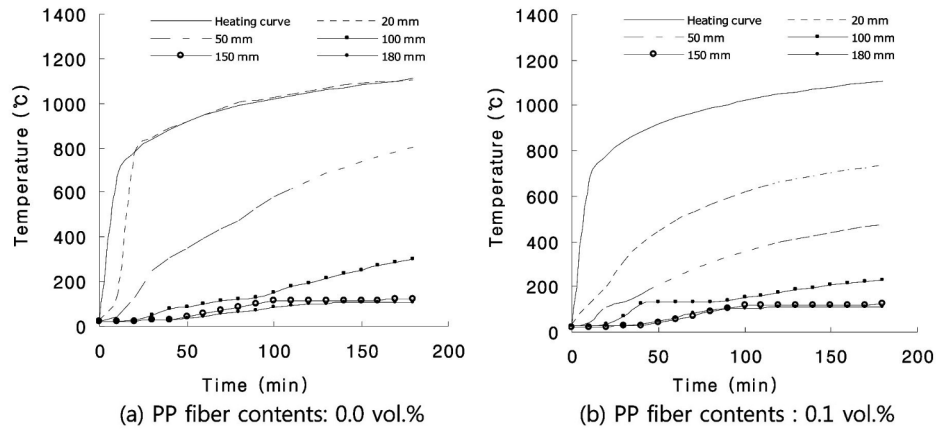 1400
1200
1000
800
600
400
200
0
Temperature (℃)
Heating curve
20 mm
50 mm
100 mm
150 mm
180 mm
0 50 100 150 200
Time (min)
(a) PP fiber contents: 0.0 vol.%
1400
1200
1000
800
600
400
200
0
Temperature (℃)
Heating curve
20 mm
50 mm
100 mm
150 mm
180 mm
0 50 100 150 200
Time (min)
(b) PP fiber contents : 0.1 vol.%